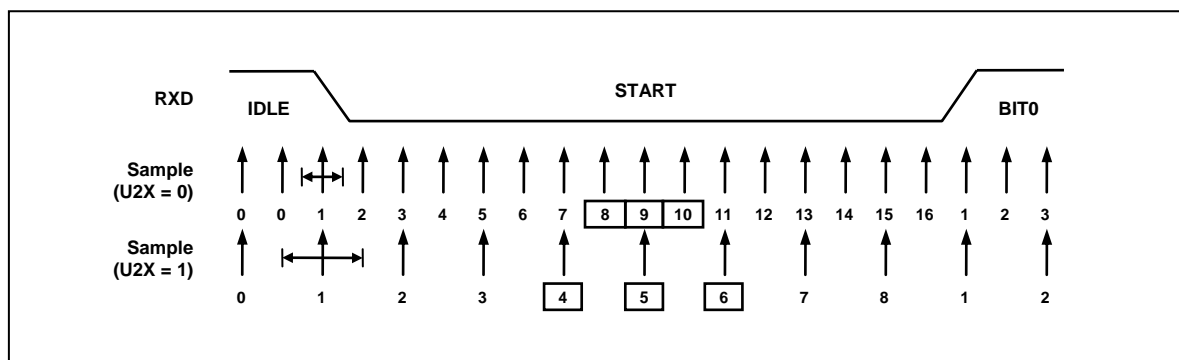 RXD
IDLE
START
BIT0
Sample
(U2X = 0)
0 0 1 2 3 4 5 6 7 8 9 10 11 12 13 14 15 16 1 2 3
Sample
(U2X = 1)
0 1 2 3 4 5 6 7 8 1 2